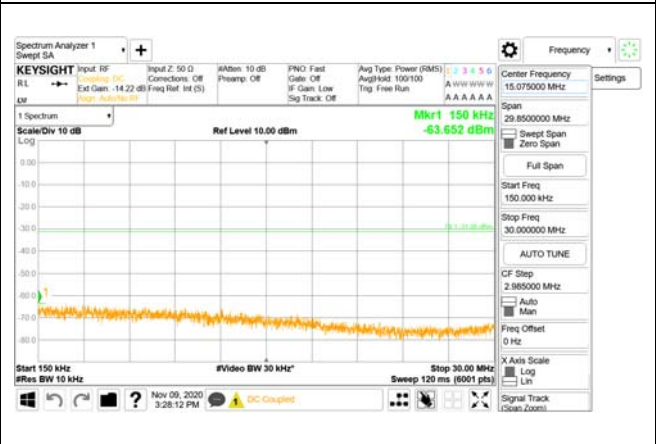 Spectrum Analyzer 1
Swept SA
+
Frequency
KEYSIGHT
RL
Input: RF
Coupling: DC
Ext Gain: -14.22 dB
Align: Auto/No RF
Input Z: 50 Ω
Corrections: Off
Freq Ref: Int (S)
#Atten: 10 dB
Preamp: Off
PNO: Fast
Gate: Off
IF Gain: Low
Sig Track: Off
Avg Type: Power (RMS)
Avg|Hold: 100/100
Trig: Free Run
1 2 3 4 5 6
A W W W W W
A A A A A A
1 Spectrum
Scale/Div 10 dB
Log
Ref Level 10.00 dBm
Mkr1 150 kHz
-63.652 dBm
0.00
-10.0
-20.0
-30.0
-40.0
-50.0
-60.0
-70.0
-80.0
1
Start 150 kHz
#Res BW 10 kHz
#Video BW 30 kHz*
Stop 30.00 MHz
Sweep 120 ms (6001 pts)
?
Nov 09, 2020
3:28:12 PM
DC Coupled
Center Frequency
15.075000 MHz
Settings
Span
29.8500000 MHz
Swept Span
Zero Span
Full Span
Start Freq
150.000 kHz
Stop Freq
30.000000 MHz
AUTO TUNE
CF Step
2.985000 MHz
Auto
Man
Freq Offset
0 Hz
X Axis Scale
Log
Lin
Signal Track
(Span Zoom)